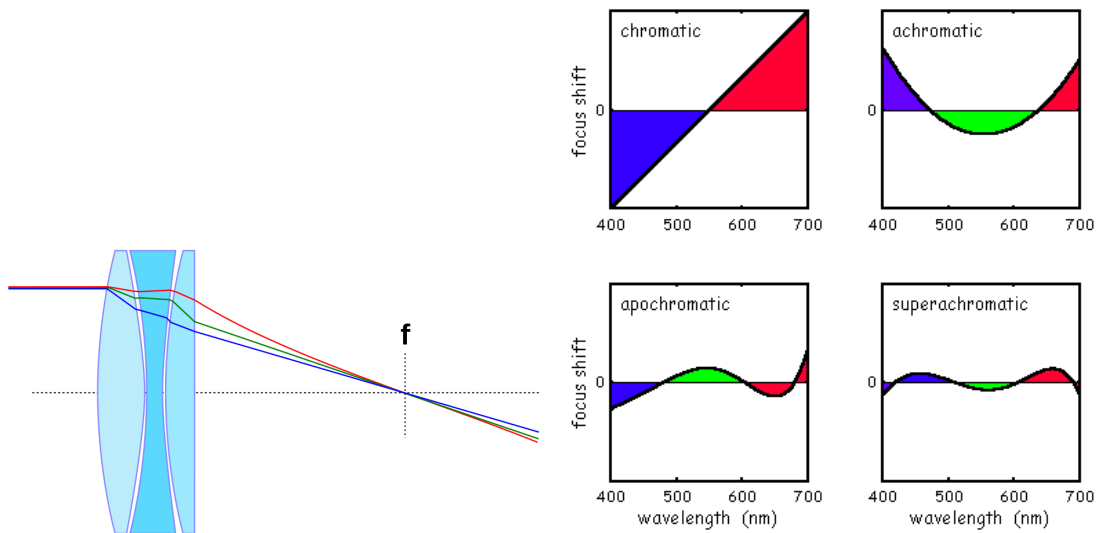 f
chromatic
focus shift
0
400 500 600 700
achromatic
0
400 500 600 700
apochromatic
focus shift
0
400 500 600 700
wavelength (nm)
superachromatic
0
400 500 600 700
wavelength (nm)